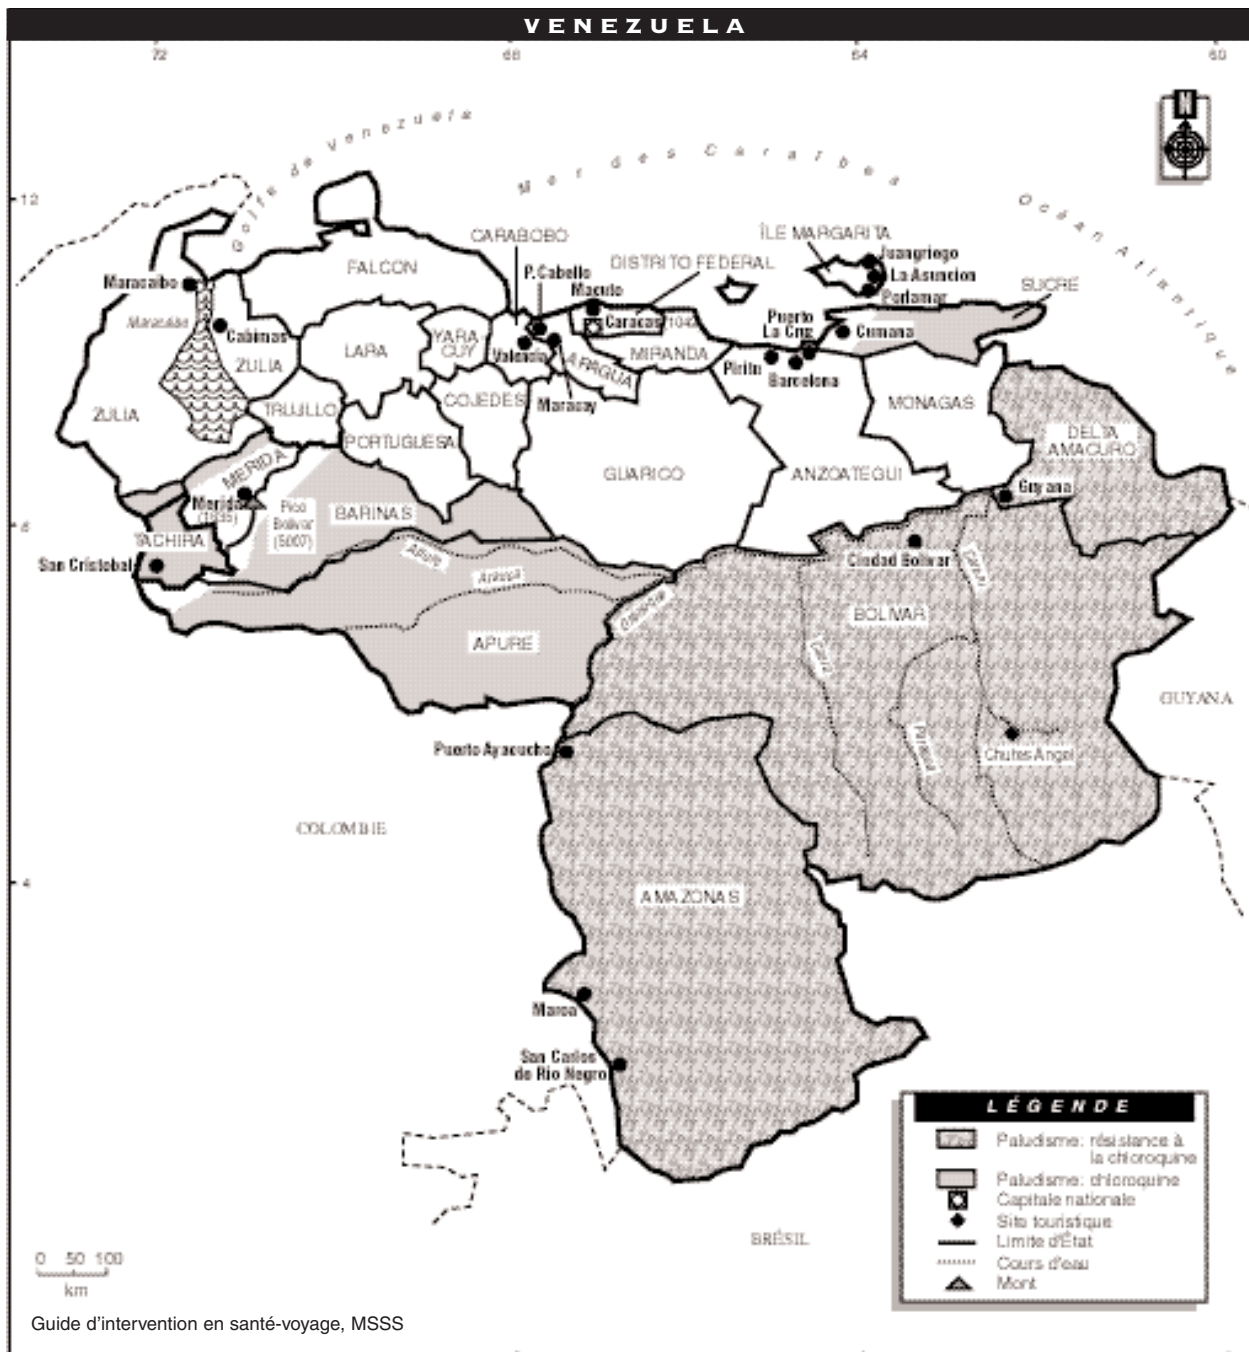 VENEZUELA
72
68
64
60
N
Golfe de Venezuela
Mer des Caraïbes
Océan Atlantique
12
CARABOBO
ÎLE MARGARITA
Juangriego
FALCON
P. Cabello
DISTRITO FEDERAL
La Asuncion
Maracaibo
Macuto
Porlamar
SUCRE
Maracaibo
Cabimas
Caracas
Puerto
La Cruz
Cumana
YARA
CUY
LARA
Valencia
ARAGUA
MIRANDA
Piritu
ZULIA
Barcelona
ZULIA
TRUJILLO
COJEDES
Maracay
MONAGAS
PORTUGUESA
DELTA
AMACURO
MERIDA
GUARICO
ANZOATEGUI
Merida
Pico
Bolivar
(5007)
BARINAS
Guyana
8
TACHIRA
San Cristobal
Apure
Ciudad Bolivar
Arauca
Orinoco
BOLIVAR
APURE
Caura
GUYANA
Puerto Ayacucho
Chutes Angel
COLOMBIE
4
AMAZONAS
Maroa
San Carlos
de Rio Negro
LÉGENDE
Paludisme: résistance à
la chloroquine
Paludisme: chloroquine
Capitale nationale
Site touristique
Limite d'État
Cours d'eau
Mont
BRÉSIL
0 50 100
km
Guide d'intervention en santé-voyage, MSSS